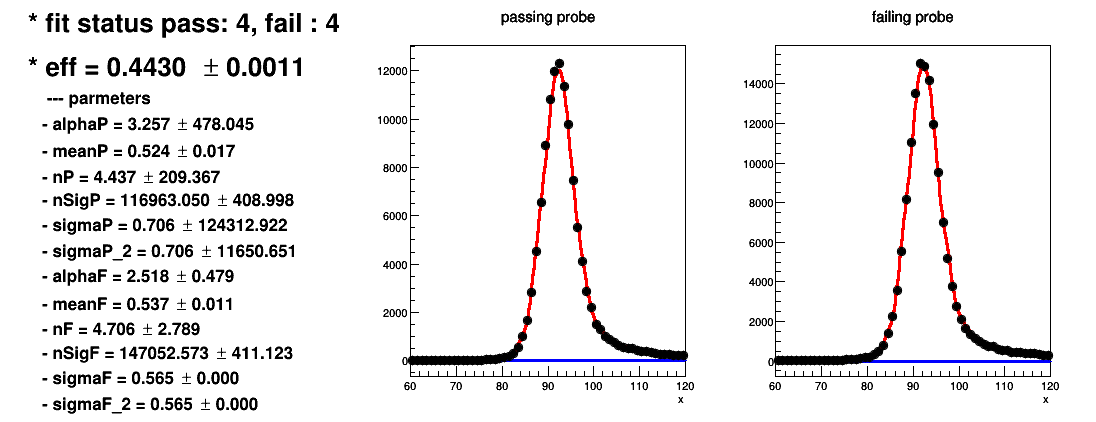 * fit status pass: 4, fail : 4
* eff = 0.4430 ± 0.0011
--- parmeters
- alphaP = 3.257 ± 478.045
- meanP = 0.524 ± 0.017
- nP = 4.437 ± 209.367
- nSigP = 116963.050 ± 408.998
- sigmaP = 0.706 ± 124312.922
- sigmaP_2 = 0.706 ± 11650.651
- alphaF = 2.518 ± 0.479
- meanF = 0.537 ± 0.011
- nF = 4.706 ± 2.789
- nSigF = 147052.573 ± 411.123
- sigmaF = 0.565 ± 0.000
- sigmaF_2 = 0.565 ± 0.000
passing probe
12000
10000
8000
6000
4000
2000
0
60 70 80 90 100 110 120
x
failing probe
14000
12000
10000
8000
6000
4000
2000
0
60 70 80 90 100 110 120
x